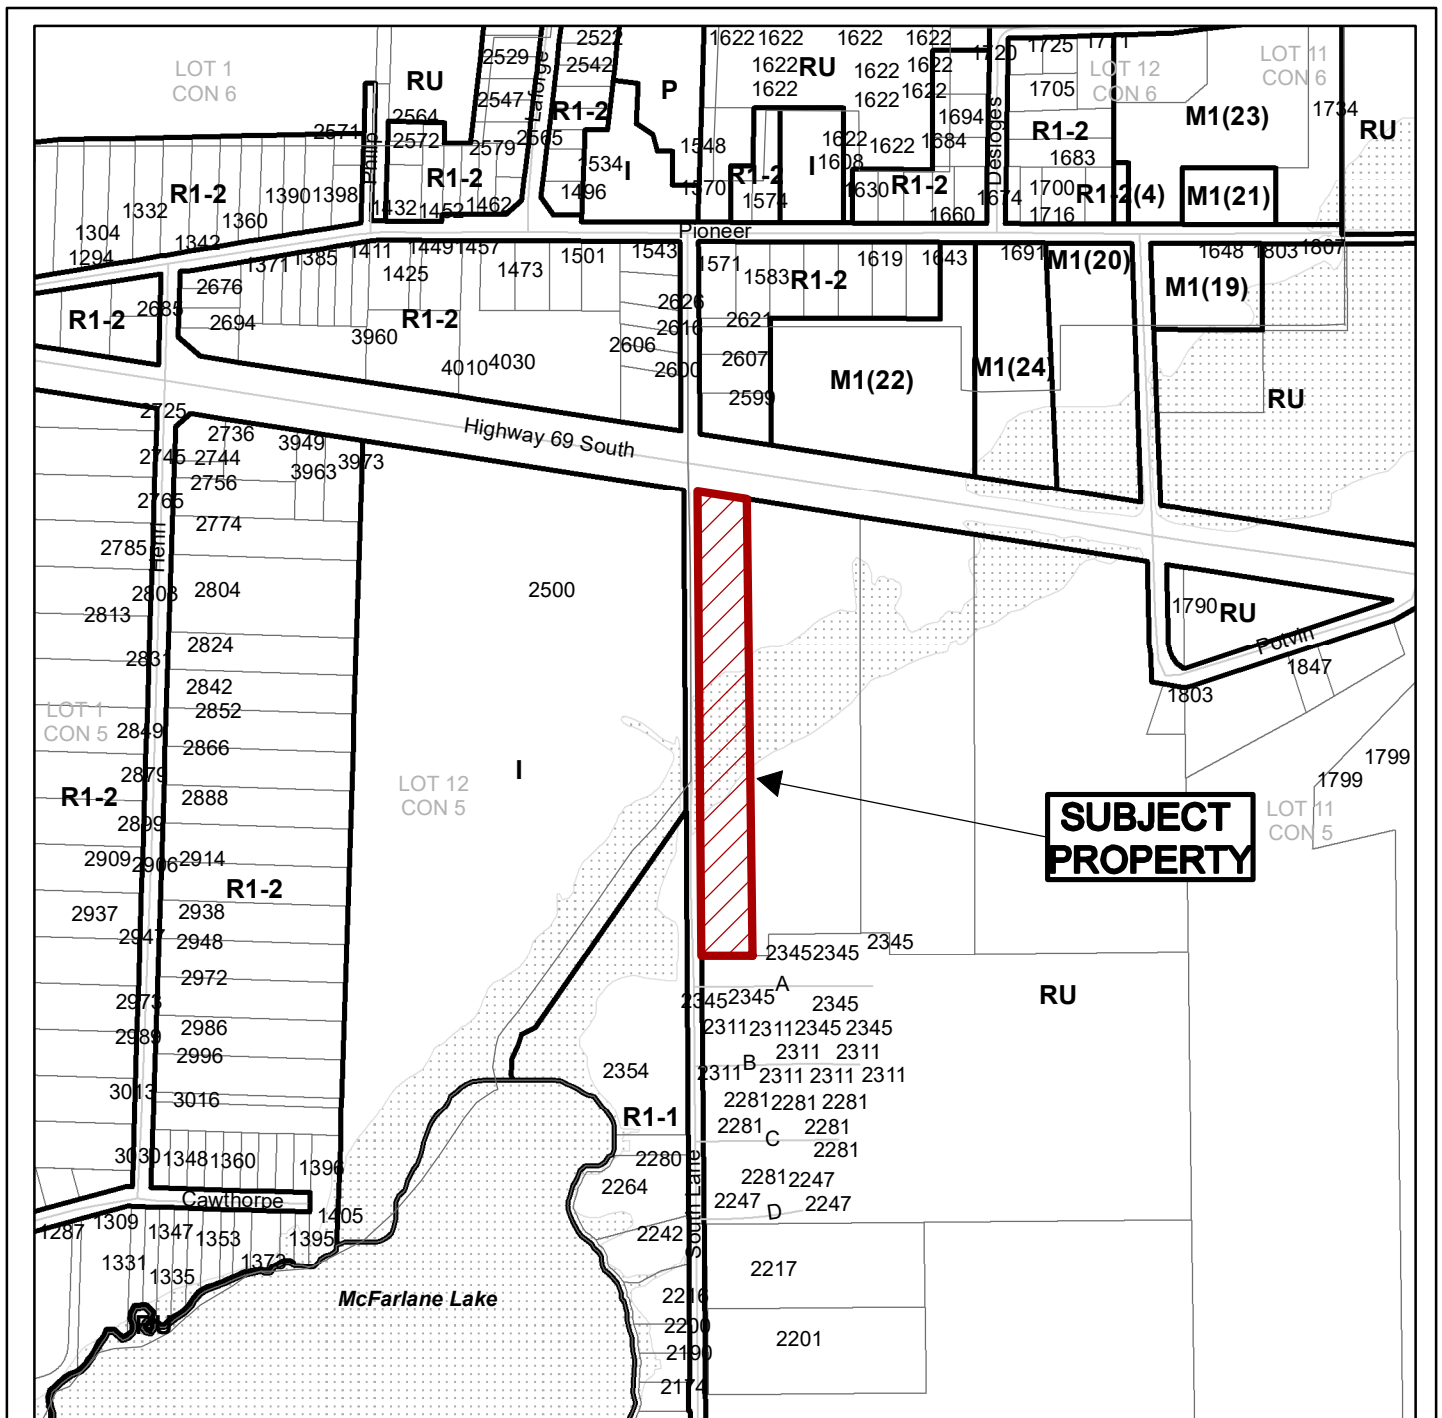 1622 1622 1622 1622
LOT 1
CON 6
RU
2529
Laforge
2522
2542
P
1622
RU
1622
1622
1622
1622
1622
1720
1725
1771
LOT 12
CON 6
LOT 11
CON 6
1705
2547
R1-2
2564
2565
1694
M1(23)
1734
RU
2571
2572
2579
1548
1622
1622
1684
Desloges
R1-2
Philip
1534
I
R1-2
I
1608
1683
R1-2
1390 1398
R1-2
1496
1570
1574
1630
R1-2
1674
1700
R1-2(4)
M1(21)
1332
1360
1432
1452
1462
1660
1716
1304
1342
Pioneer
1294
1371
1385
1411
1449
1457
1501
1543
1571
1619
1643
1691
M1(20)
1648
1803
1807
1425
1473
1583
R1-2
2676
M1(19)
2685
R1-2
2694
R1-2
2626
2616
2621
3960
2606
2607
4010 4030
2600
M1(22)
M1(24)
2599
RU
2725
2736
3949
Highway 69 South
2745
2744
3963
3973
2756
2765
2774
Henri
2785
2804
2500
2803
2813
1790
RU
2824
2831
Potvin
1847
2842
1803
LOT 1
CON 5
2852
2849
2866
1799
2879
I
LOT 12
CON 5
1799
R1-2
2888
SUBJECT
PROPERTY
LOT 11
CON 5
2899
2909
2906
2914
R1-2
2937
2938
2947
2948
2345 2345 2345
2972
A
RU
2973
2345 2345 2345
2986
2311 2311 2345 2345
2989
2996
2311 2311
B
2354
2311 2311 2311 2311
3013
3016
2281 2281 2281
R1-1
2281
C
2281
2281
3030
1348 1360
1396
2280
2281 2247
2264
Cawthorpe
2247
D
2247
1287
1309
1347
1353
1405
1395
2242
South Lane
1331
1335
1373
2217
McFarlane Lake
2216
RU
2200
2201
2190
2174